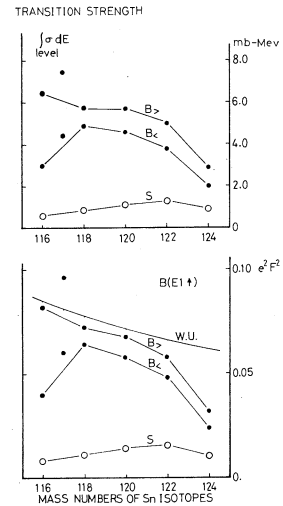 TRANSITION STRENGTH
∫σ dE
level
mb-Mev
8.0
6.0
B>
B<
4.0
2.0
S
0
116 118 120 122 124
0.10 e²F²
B(E1↑)
W.U.
B>
0.05
B<
S
0.
116 118 120 122 124
MASS NUMBERS OF Sn ISOTOPES